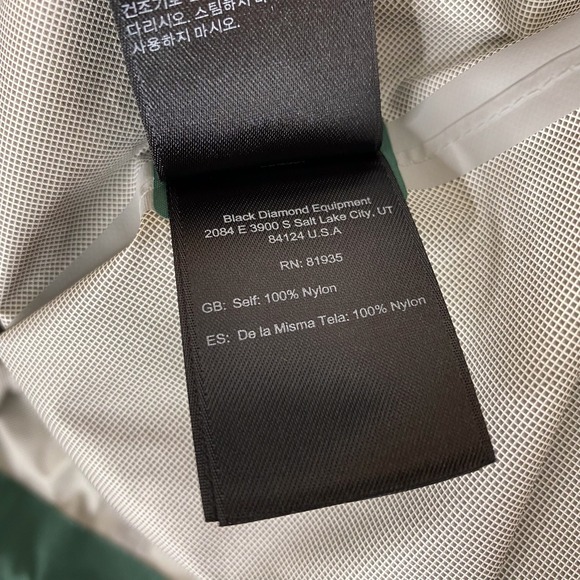 건조기로
다리시오. 스팀하지
사용하지 마시오.
Black Diamond Equipment
2084 E 3900 S Salt Lake City, UT
84124 U.S.A
RN: 81935
GB: Self: 100% Nylon
ES: De la Misma Tela: 100% Nylon